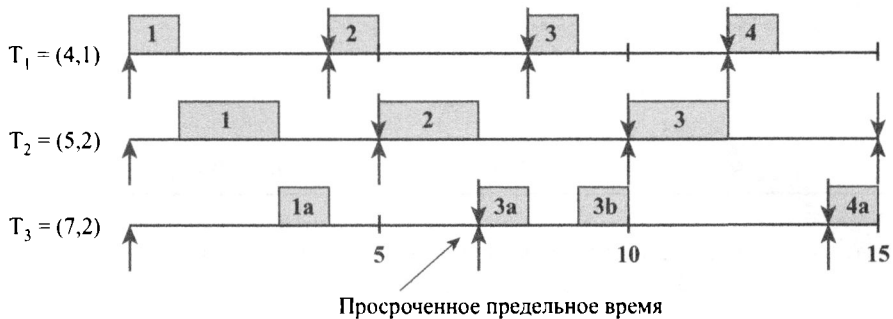 T₁ = (4,1) 1 2 3 4
T₂ = (5,2) 1 2 3
T₃ = (7,2) 1a 3a 3b 4a
5 10 15
Просроченное предельное время